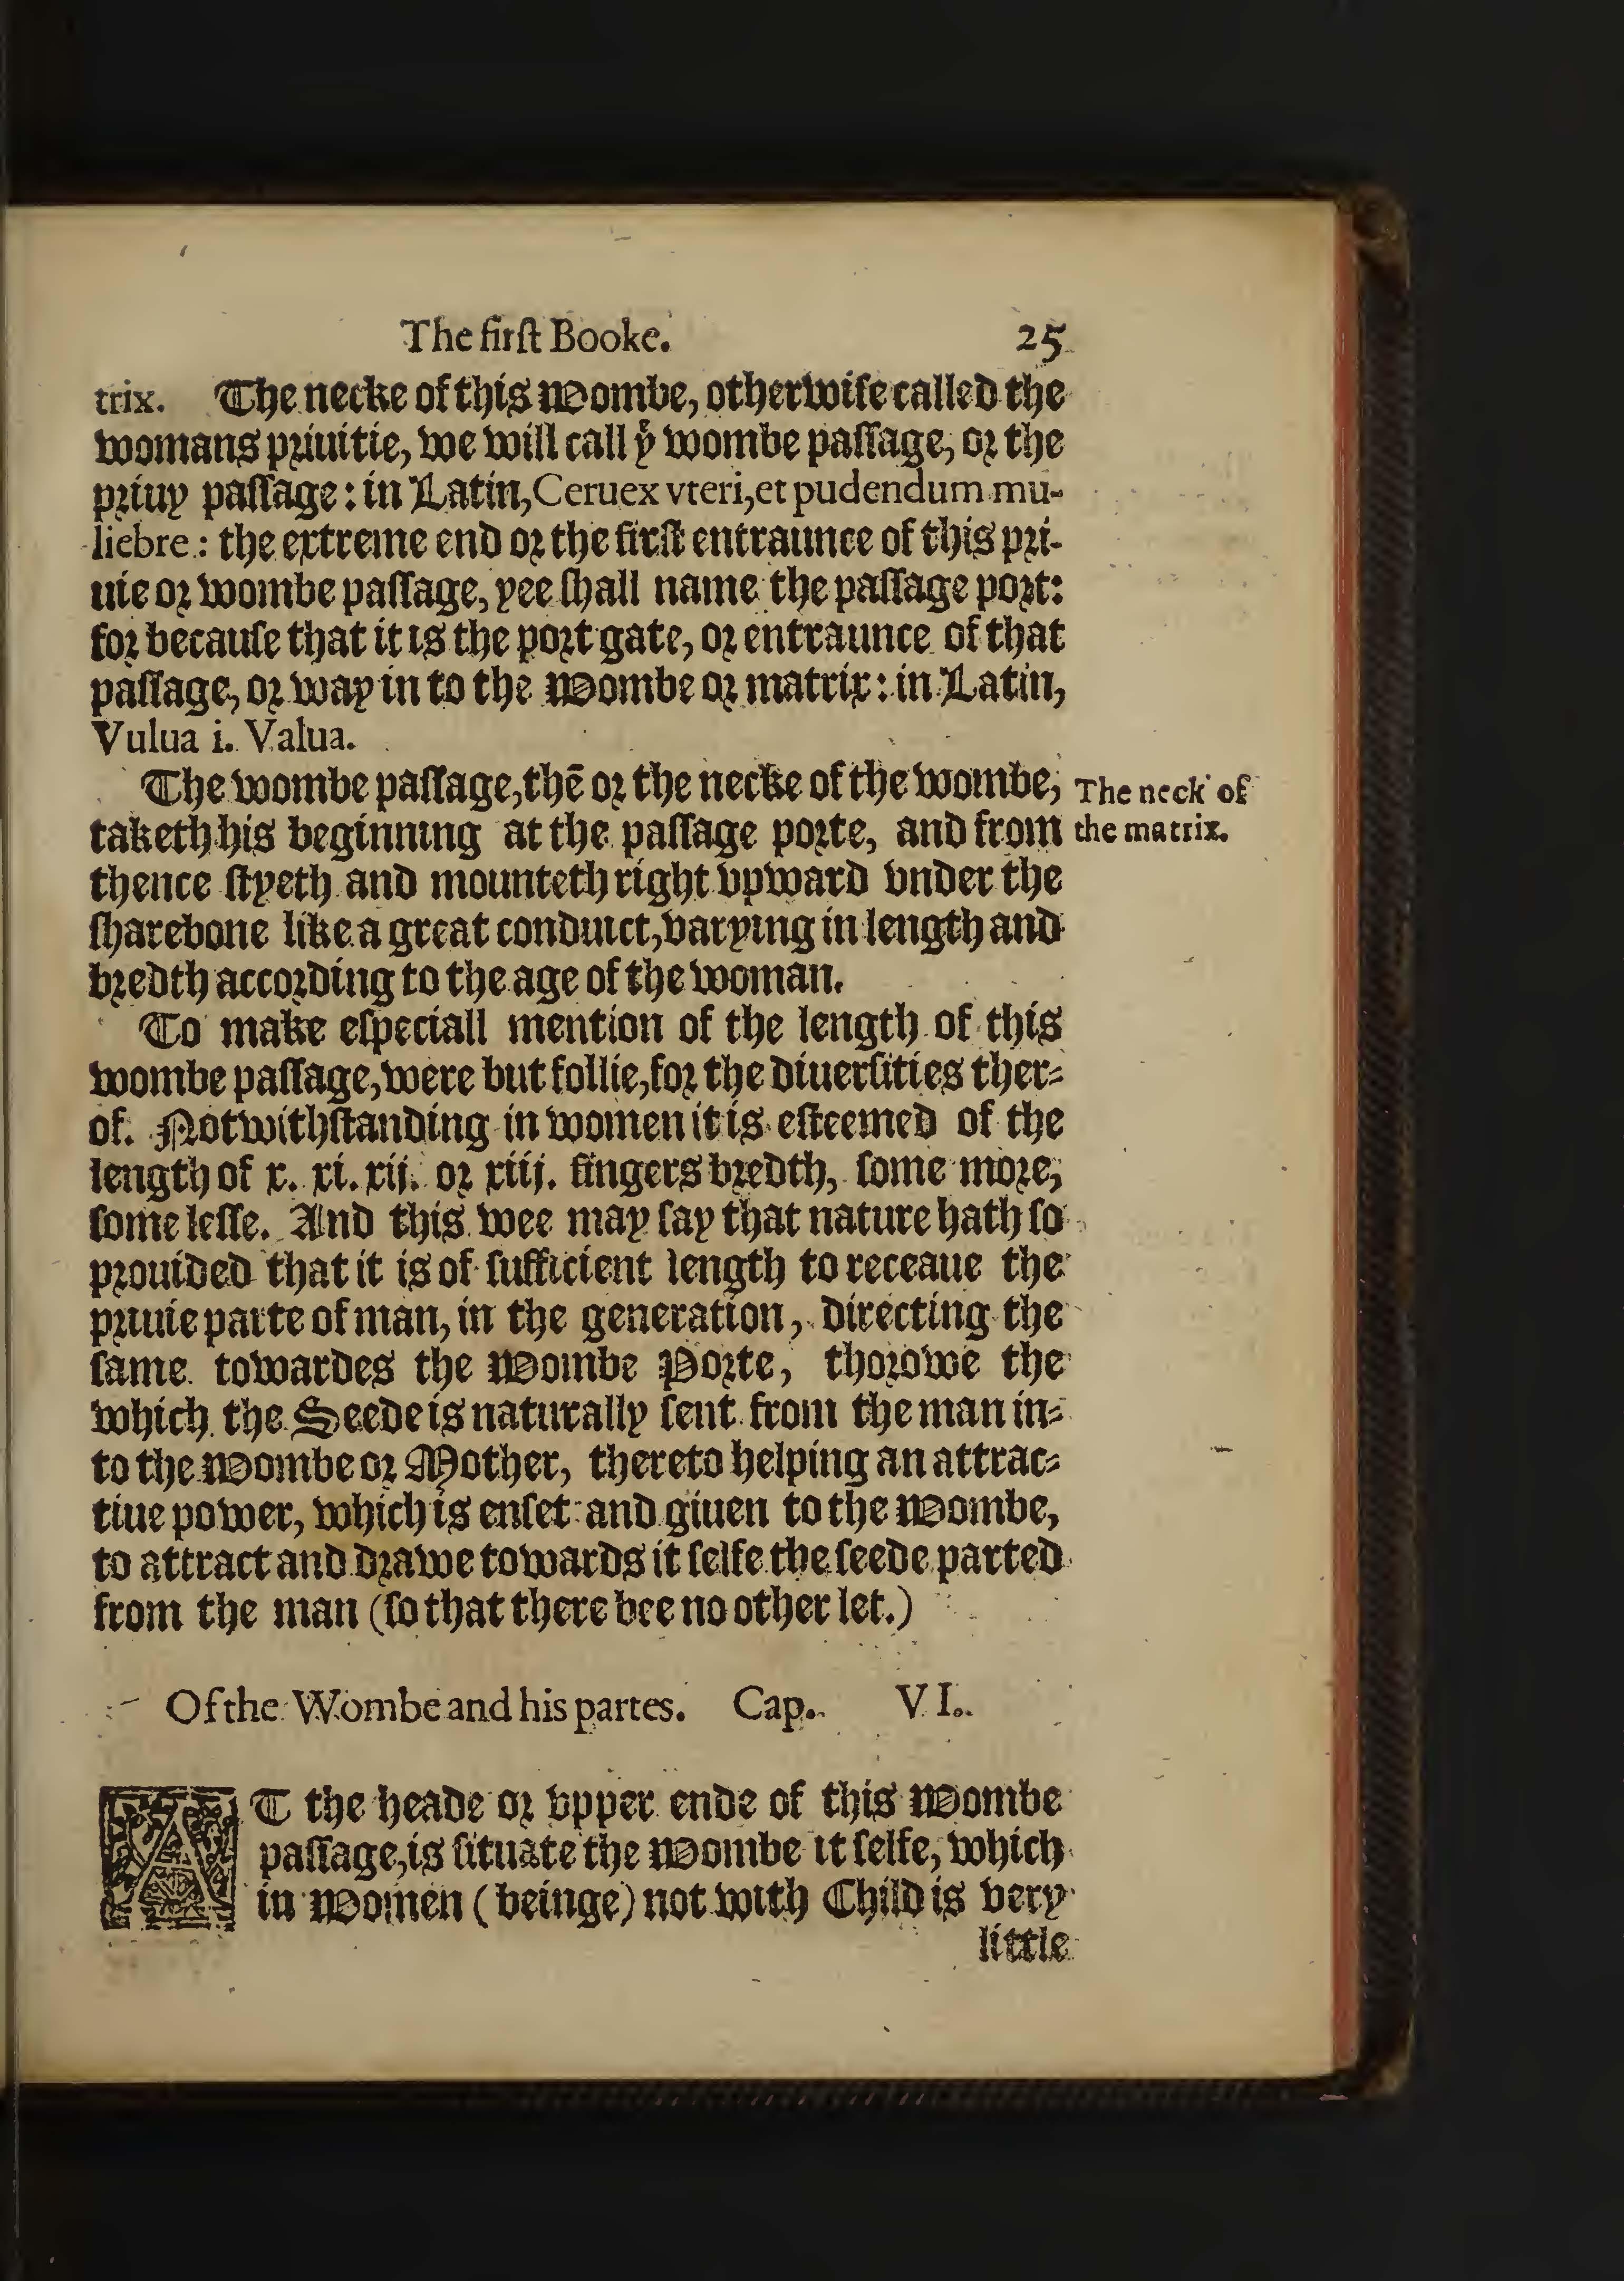 The firſt Booke. 25
trix. The necke of this Wombe, otherwiſe called the
womans priuitie, we will call yͤ wombe paſſage, or the
priuy paſſage: in Latin, Ceruex vteri, et pudendum mu-
liebre: the extreme end or the firſt entraunce of this pri-
uie or wombe paſſage, yee ſhall name the paſſage port:
for becauſe that it is the port gate, or entraunce of that
paſſage, or way in to the Wombe or matrix: in Latin,
Vulua i. Valua.
The wombe paſſage, thē or the necke of the wombe,
The neck of
taketh his beginning at the paſſage porte, and from
the matrix.
thence ſtyeth and mounteth right vpward vnder the
ſharebone like a great conduict, varying in length and
bredth according to the age of the woman.
To make eſpeciall mention of the length of this
wombe paſſage, were but follie, for the diuerſities ther-
of. Notwithſtanding in women it is eſteemed of the
length of x. xi. xij. or xiij. fingers bredth, ſome more,
ſome leſſe. And this wee may ſay that nature hath ſo
prouided that it is of ſufficient length to receaue the
priuie parte of man, in the generation, directing the
ſame towardes the Wombe Porte, thorowe the
which the Seede is naturally ſent from the man in-
to the Wombe or Mother, thereto helping an attrac-
tiue power, which is enſet and giuen to the Wombe,
to attract and drawe towards it ſelfe the ſeede parted
from the man (ſo that there bee no other let.)
Of the Wombe and his partes. Cap. VI.
AT the heade or vpper ende of this Wombe
paſſage, is ſituate the Wombe it ſelfe, which
in Women (beinge) not with Child is very
little